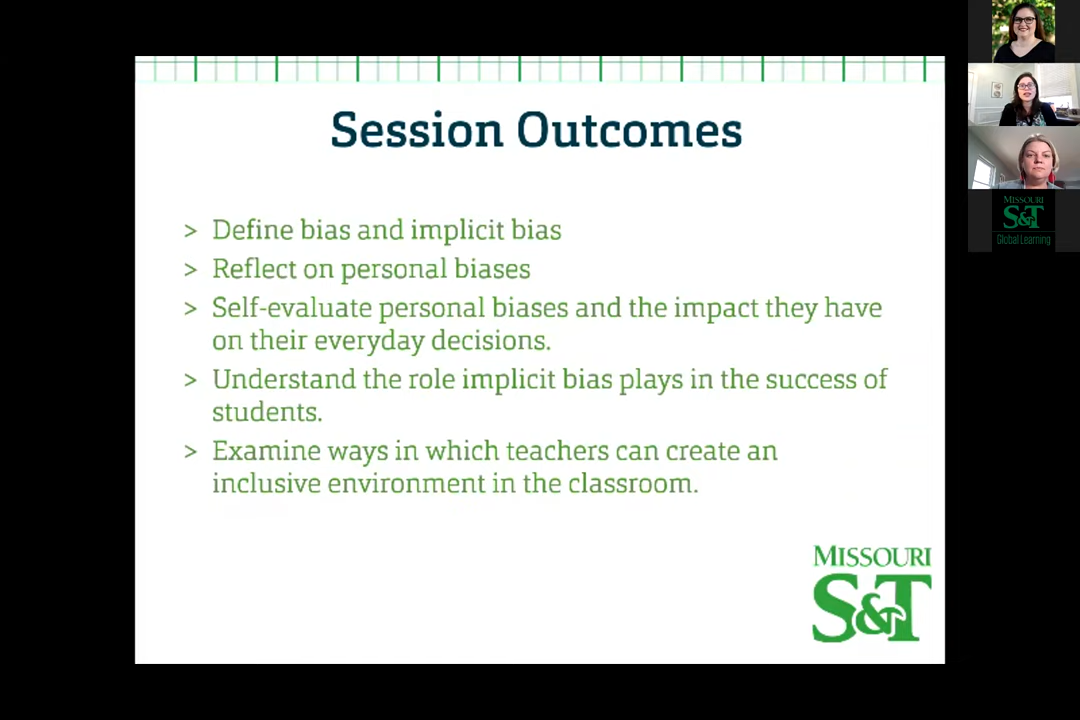 Session Outcomes
> Define bias and implicit bias
> Reflect on personal biases
> Self-evaluate personal biases and the impact they have
on their everyday decisions.
> Understand the role implicit bias plays in the success of
students.
> Examine ways in which teachers can create an
inclusive environment in the classroom.
MISSOURI
S&T
MISSOURI
S&T
Global Learning